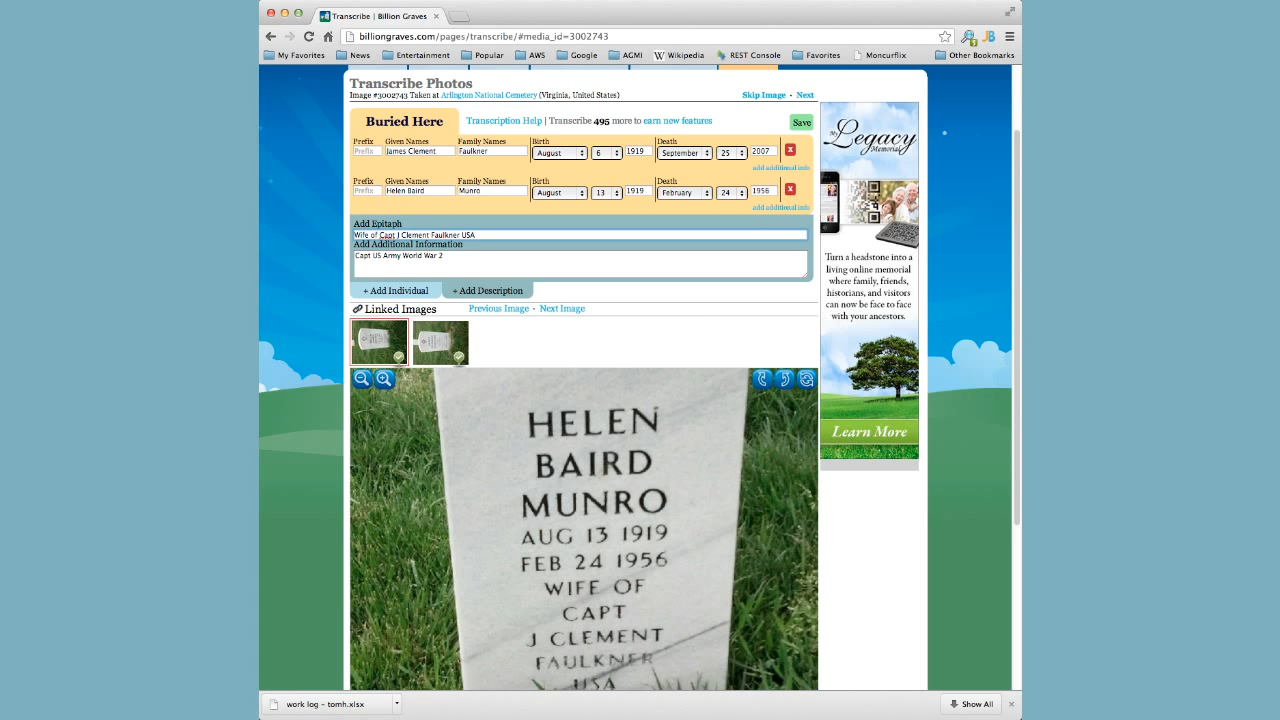 Transcribe | Billion Graves
billiongraves.com/pages/transcribe/#media_id=3002743
My Favorites News Entertainment Popular AWS Google AGMI Wikipedia REST Console Favorites Moncurflix Other Bookmarks
Transcribe Photos
Image #3002743 Taken at Arlington National Cemetery (Virginia, United States) Skip Image - Next
Buried Here Transcription Help | Transcribe 495 more to earn new features Save
Prefix Given Names Family Names Birth Death
Prefix James Clement Faulkner August 6 1919 September 25 2007 X
add additional info
Prefix Given Names Family Names Birth Death
Prefix Helen Baird Munro August 13 1919 February 24 1956 X
add additional info
Add Epitaph
Wife of Capt J Clement Faulkner USA
Add Additional Information
Capt US Army World War 2
+ Add Individual + Add Description
Linked Images Previous Image - Next Image
HELEN
BAIRD
MUNRO
AUG 13 1919
FEB 24 1956
WIFE OF
CAPT
J CLEMENT
FAULKNER
USA
My Legacy
Memorial
Turn a headstone into a
living online memorial
where family, friends,
historians, and visitors
can now be face to face
with your ancestors.
Learn More
work log - tomh.xlsx Show All